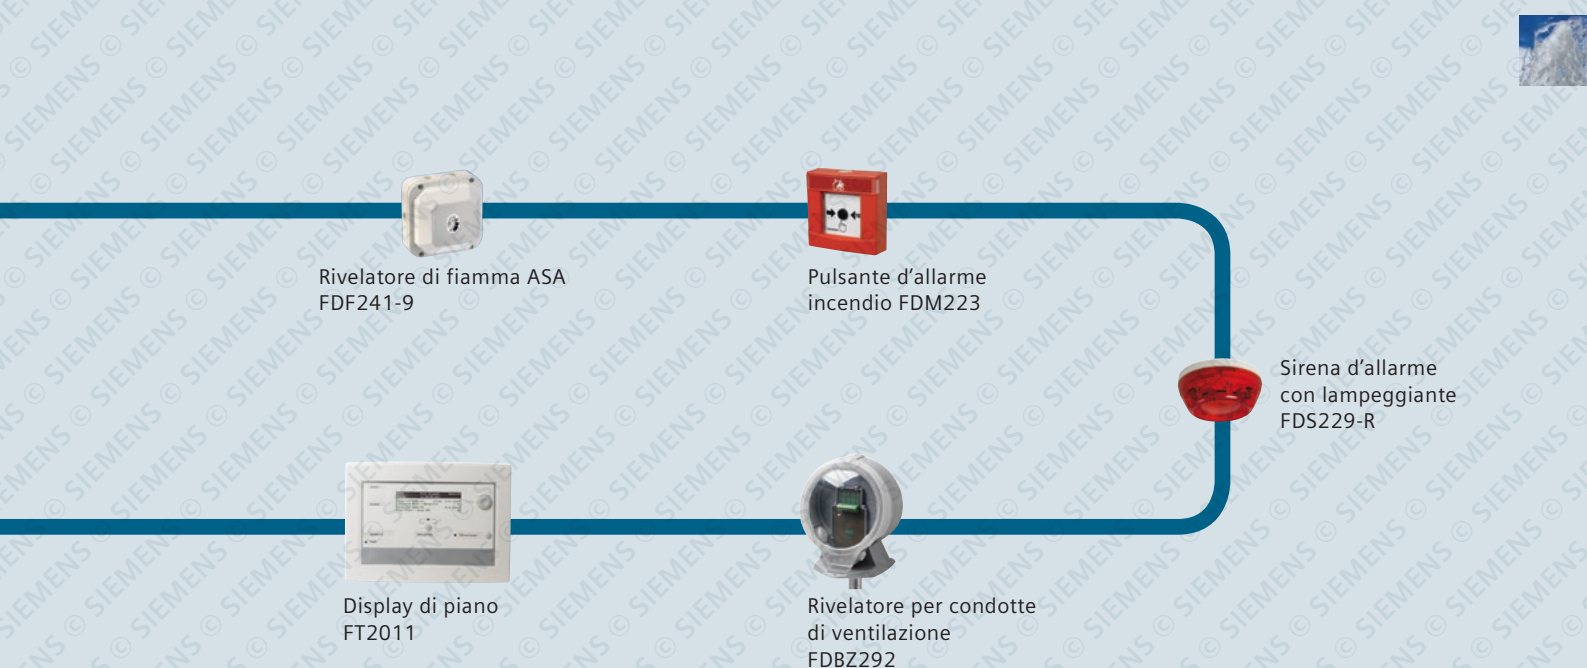 Rivelatore di fiamma ASA
FDF241-9
Pulsante d’allarme
incendio FDM223
Sirena d’allarme
con lampeggiante
FDS229-R
Display di piano
FT2011
Rivelatore per condotte
di ventilazione
FDBZ292
© SIEMENS